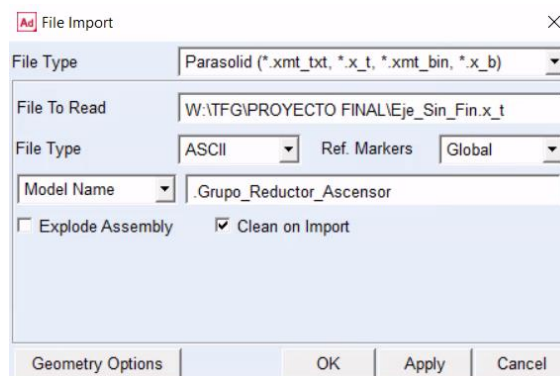 Ad File Import
File Type Parasolid (*.xmt_txt, *.x_t, *.xmt_bin, *.x_b)
File To Read W:\TFG\PROYECTO FINAL\Eje_Sin_Fin.x_t
File Type ASCII Ref. Markers Global
Model Name .Grupo_Reductor_Ascensor
Explode Assembly Clean on Import
Geometry Options OK Apply Cancel